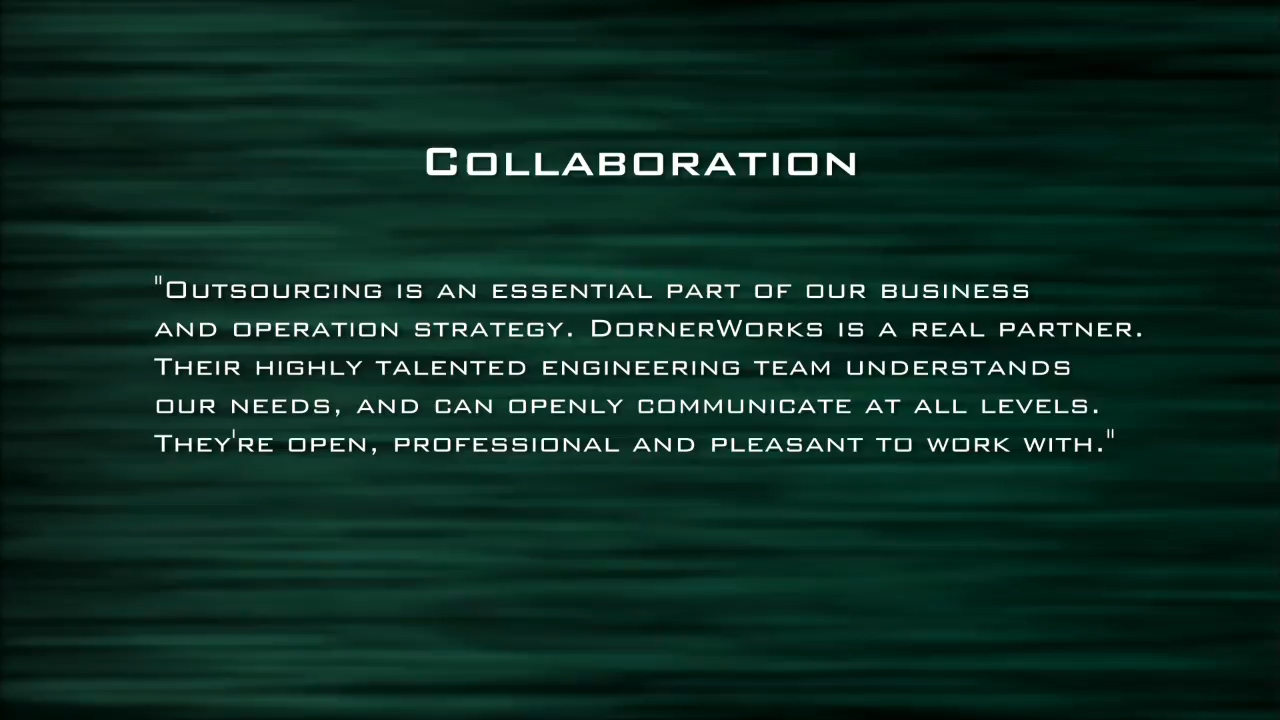 Collaboration
"Outsourcing is an essential part of our business
and operation strategy. DornerWorks is a real partner.
Their highly talented engineering team understands
our needs, and can openly communicate at all levels.
They're open, professional and pleasant to work with."